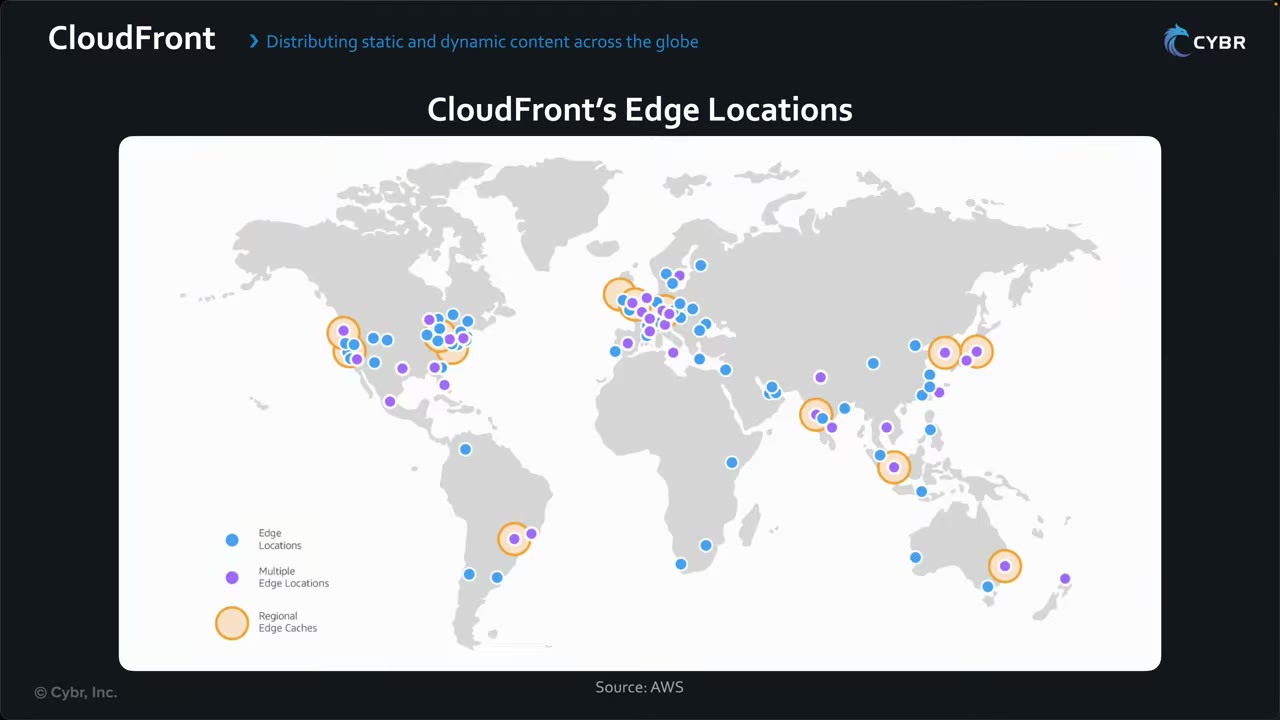 CloudFront
❯ Distributing static and dynamic content across the globe
CYBR
CloudFront’s Edge Locations
Edge
Locations
Multiple
Edge Locations
Regional
Edge Caches
Source: AWS
© Cybr, Inc.